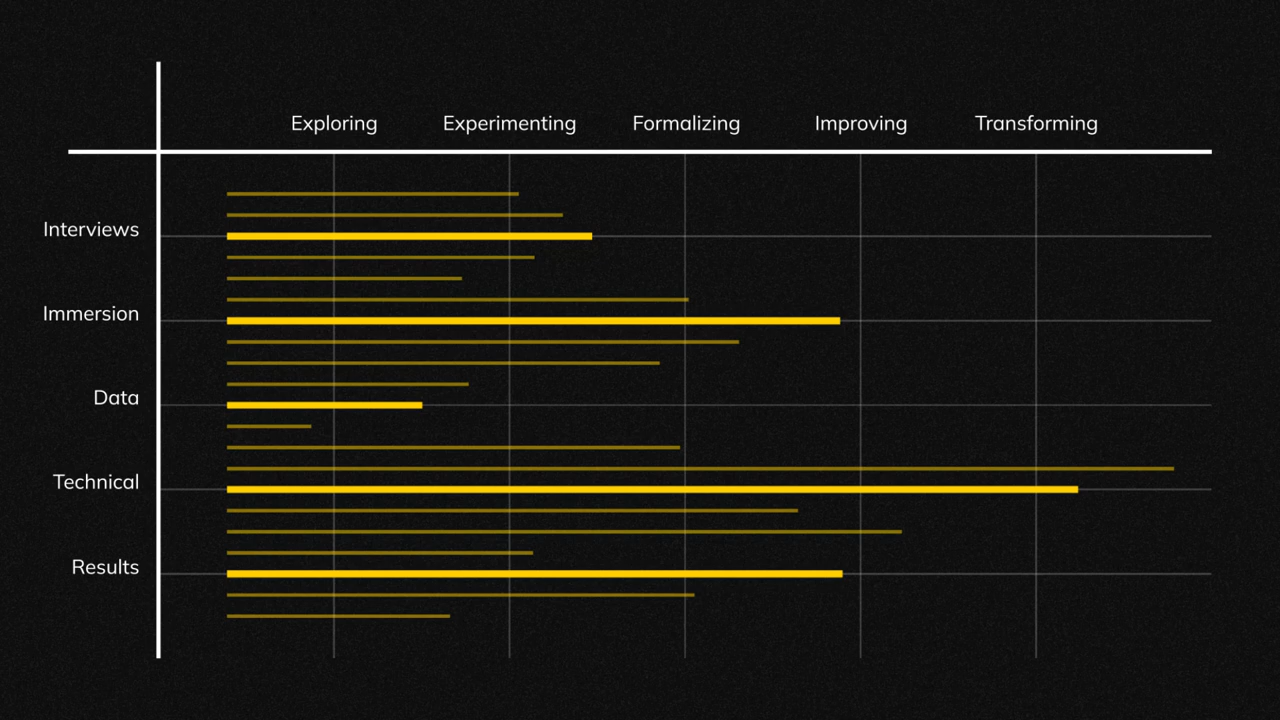 Exploring Experimenting Formalizing Improving Transforming
Interviews
Immersion
Data
Technical
Results